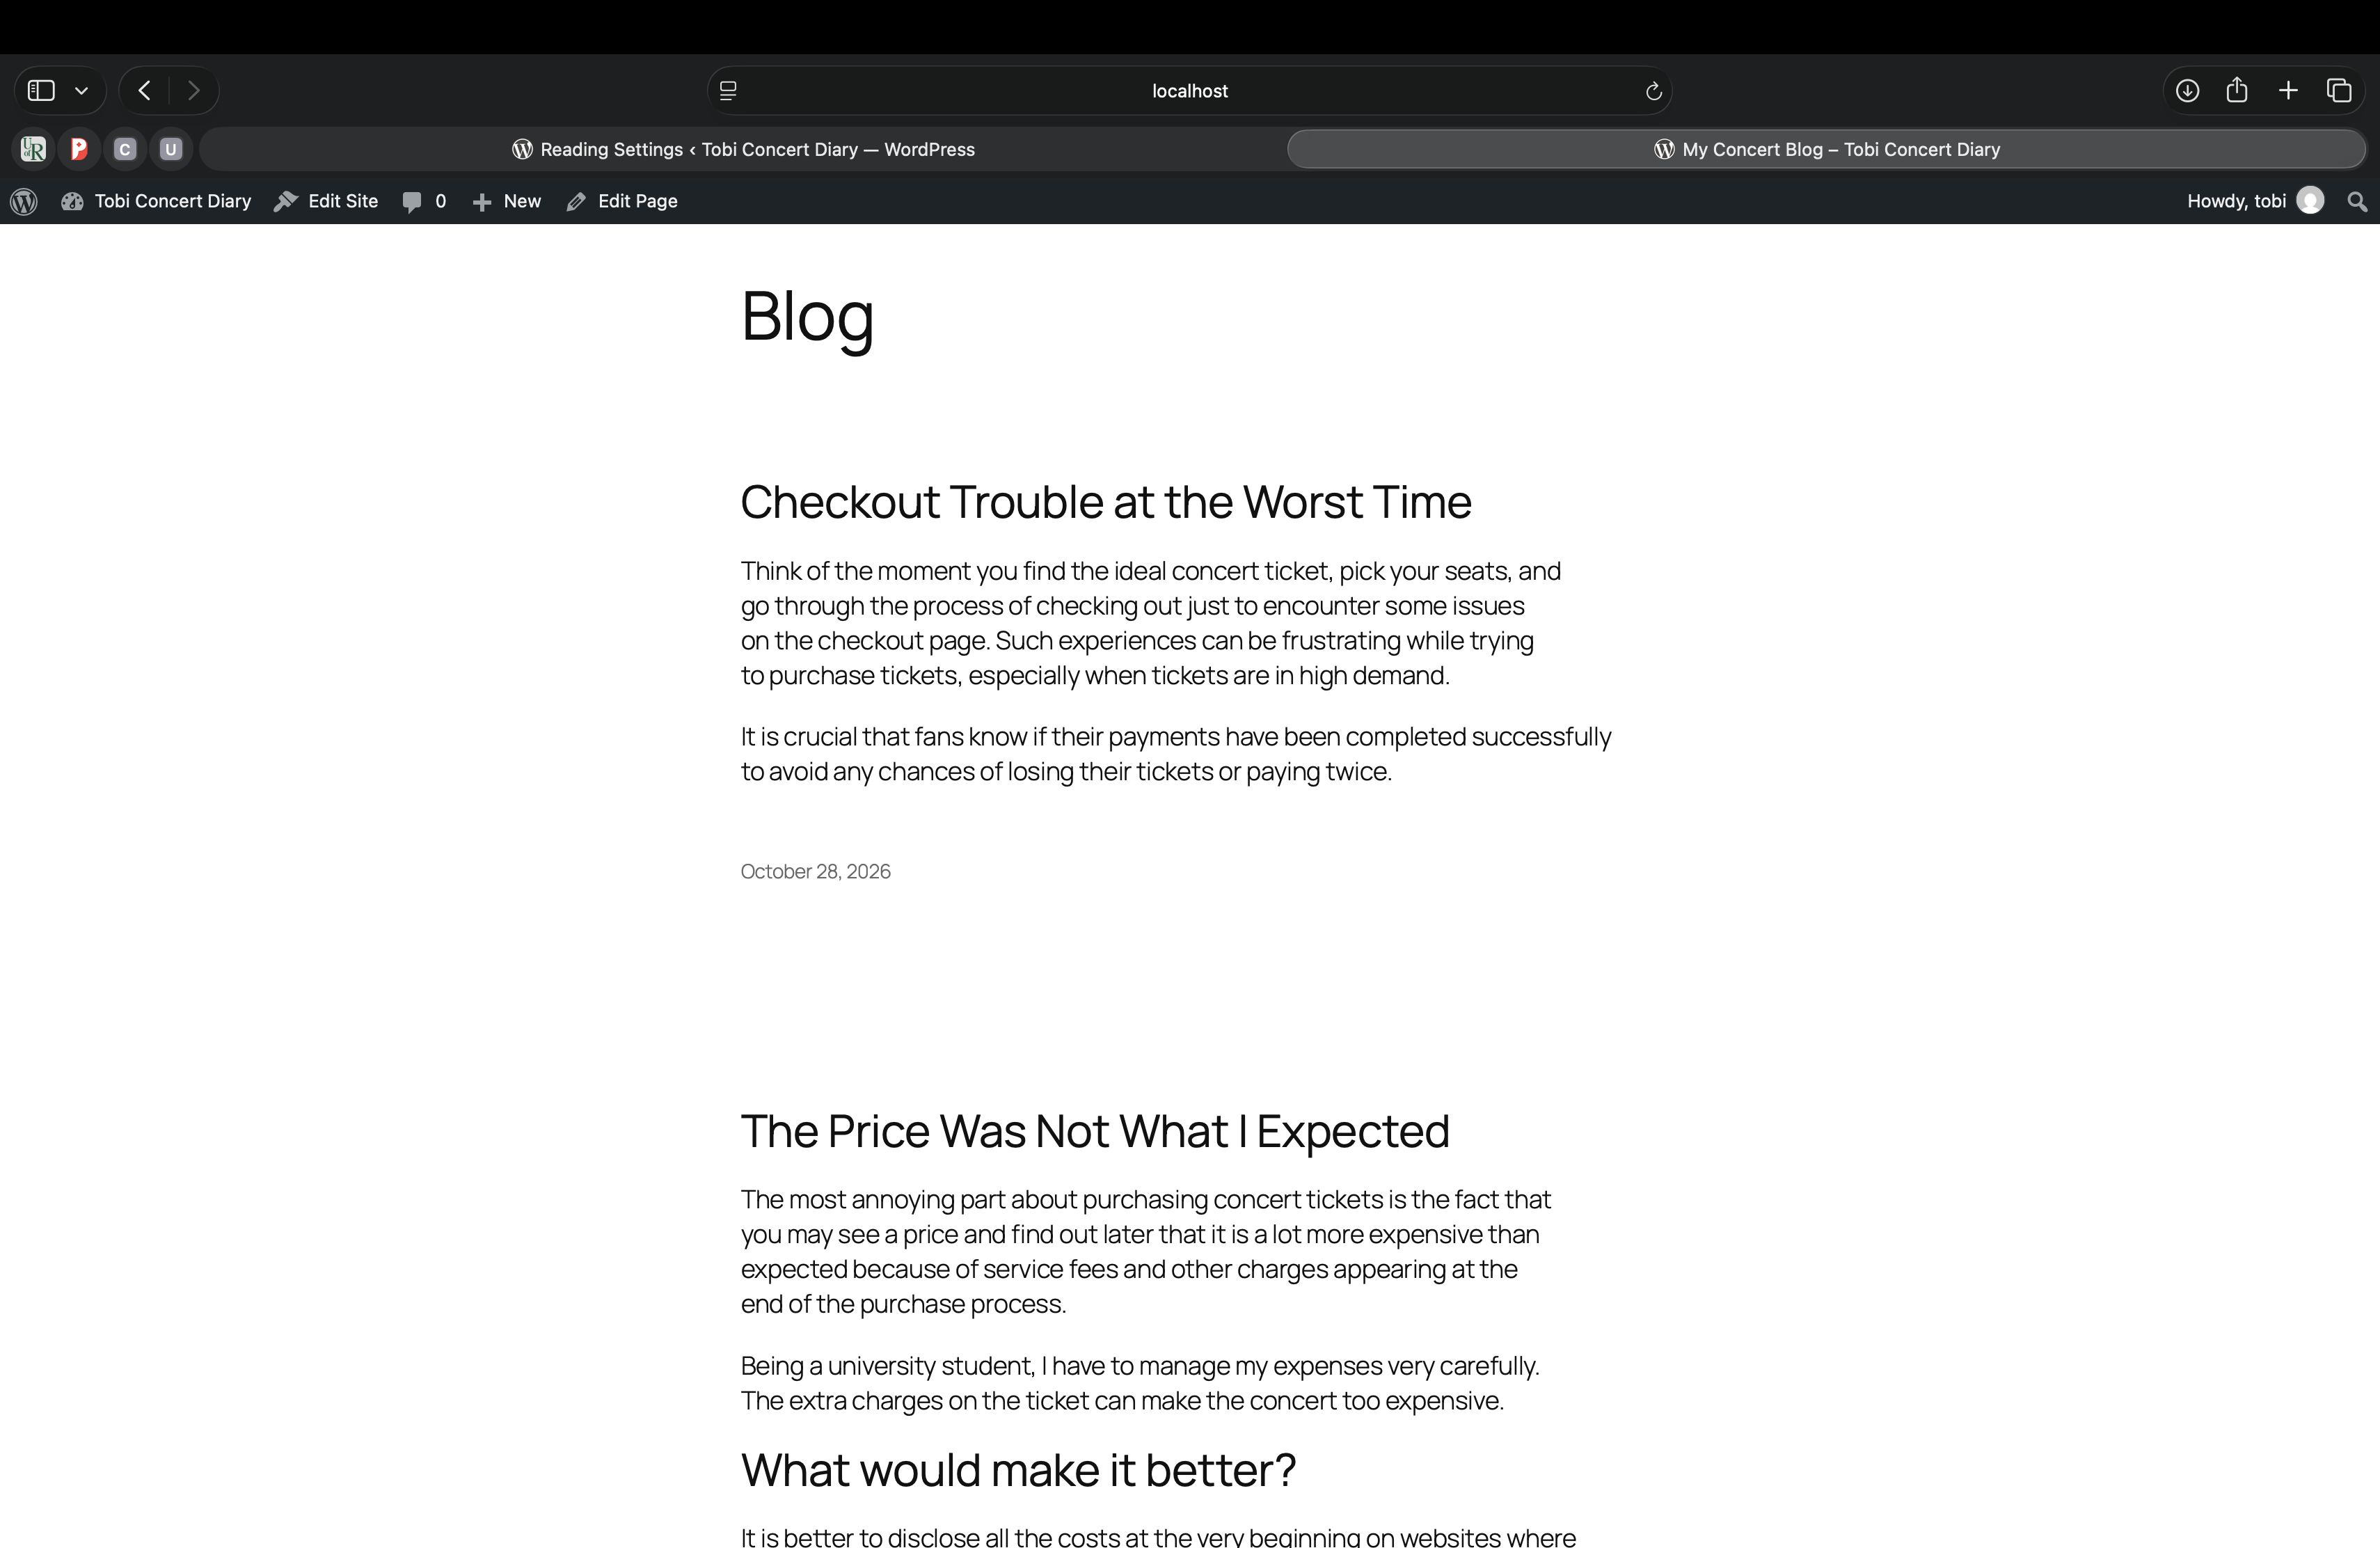 localhost
U of R
P
C
U
Reading Settings ‹ Tobi Concert Diary — WordPress
My Concert Blog – Tobi Concert Diary
Tobi Concert Diary
Edit Site
0
New
Edit Page
Howdy, tobi
Blog
Checkout Trouble at the Worst Time
Think of the moment you find the ideal concert ticket, pick your seats, and
go through the process of checking out just to encounter some issues
on the checkout page. Such experiences can be frustrating while trying
to purchase tickets, especially when tickets are in high demand.
It is crucial that fans know if their payments have been completed successfully
to avoid any chances of losing their tickets or paying twice.
October 28, 2026
The Price Was Not What I Expected
The most annoying part about purchasing concert tickets is the fact that
you may see a price and find out later that it is a lot more expensive than
expected because of service fees and other charges appearing at the
end of the purchase process.
Being a university student, I have to manage my expenses very carefully.
The extra charges on the ticket can make the concert too expensive.
What would make it better?
It is better to disclose all the costs at the very beginning on websites where